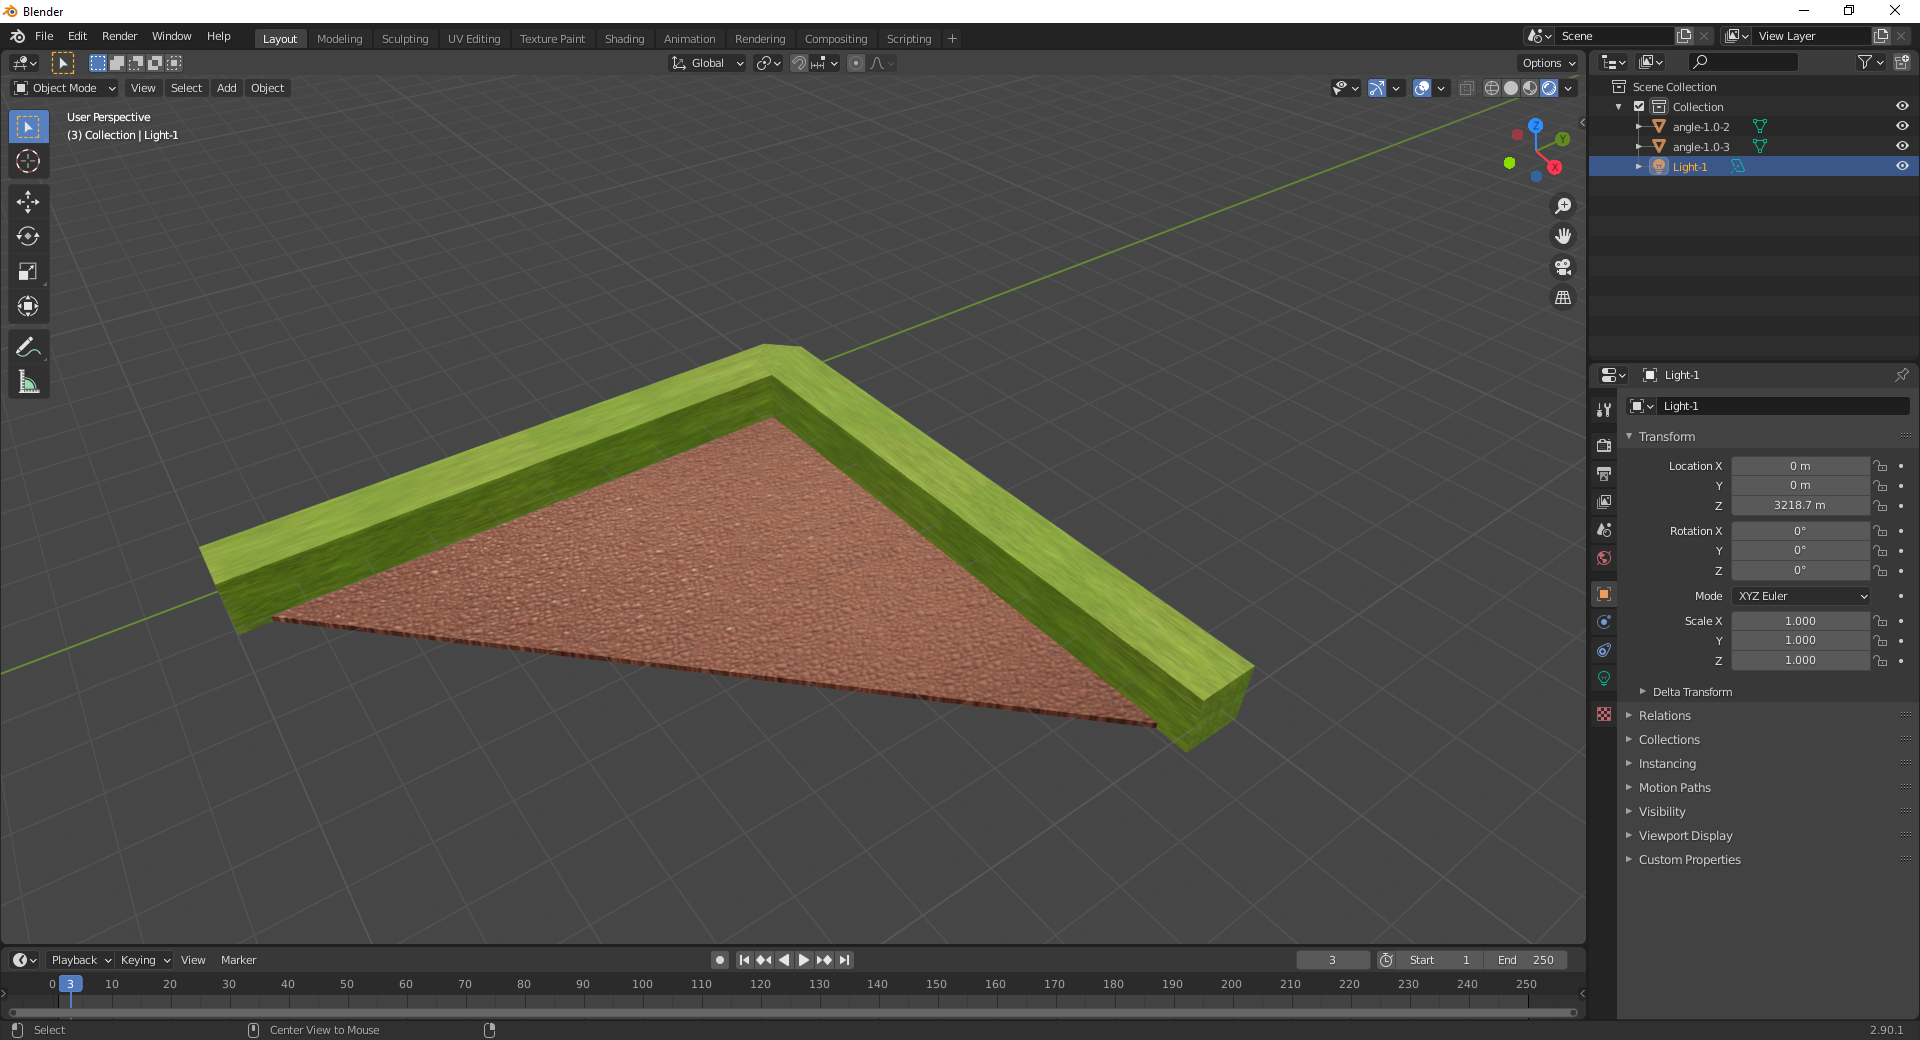 Blender
File Edit Render Window Help
Layout Modeling Sculpting UV Editing Texture Paint Shading Animation Rendering Compositing Scripting +
Scene
View Layer
Global
Options
Object Mode View Select Add Object
User Perspective
(3) Collection | Light-1
Z
Y
X
Scene Collection
Collection
angle-1.0-2
angle-1.0-3
Light-1
Light-1
Light-1
Transform
Location X 0 m
Y 0 m
Z 3218.7 m
Rotation X 0°
Y 0°
Z 0°
Mode XYZ Euler
Scale X 1.000
Y 1.000
Z 1.000
Delta Transform
Relations
Collections
Instancing
Motion Paths
Visibility
Viewport Display
Custom Properties
Playback Keying View Marker
3 Start 1 End 250
0 3 10 20 30 40 50 60 70 80 90 100 110 120 130 140 150 160 170 180 190 200 210 220 230 240 250
Select Center View to Mouse 2.90.1